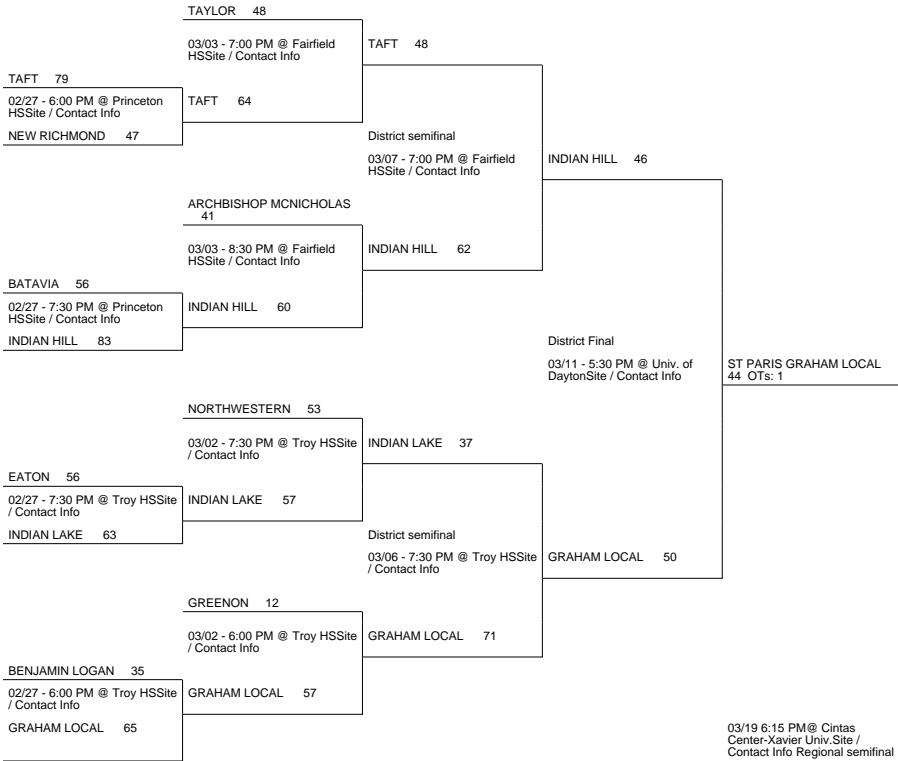 TAYLOR 48
03/03 - 7:00 PM @ Fairfield
HSSite / Contact Info
TAFT 48
TAFT 79
02/27 - 6:00 PM @ Princeton
HSSite / Contact Info
TAFT 64
NEW RICHMOND 47
District semifinal
03/07 - 7:00 PM @ Fairfield
HSSite / Contact Info
INDIAN HILL 46
ARCHBISHOP MCNICHOLAS
41
03/03 - 8:30 PM @ Fairfield
HSSite / Contact Info
INDIAN HILL 62
BATAVIA 56
02/27 - 7:30 PM @ Princeton
HSSite / Contact Info
INDIAN HILL 60
INDIAN HILL 83
District Final
03/11 - 5:30 PM @ Univ. of
DaytonSite / Contact Info
ST PARIS GRAHAM LOCAL
44 OTs: 1
NORTHWESTERN 53
03/02 - 7:30 PM @ Troy HSSite
/ Contact Info
INDIAN LAKE 37
EATON 56
02/27 - 7:30 PM @ Troy HSSite
/ Contact Info
INDIAN LAKE 57
INDIAN LAKE 63
District semifinal
03/06 - 7:30 PM @ Troy HSSite
/ Contact Info
GRAHAM LOCAL 50
GREENON 12
03/02 - 6:00 PM @ Troy HSSite
/ Contact Info
GRAHAM LOCAL 71
BENJAMIN LOGAN 35
02/27 - 6:00 PM @ Troy HSSite
/ Contact Info
GRAHAM LOCAL 57
GRAHAM LOCAL 65
03/19 6:15 PM@ Cintas
Center-Xavier Univ.Site /
Contact Info Regional semifinal